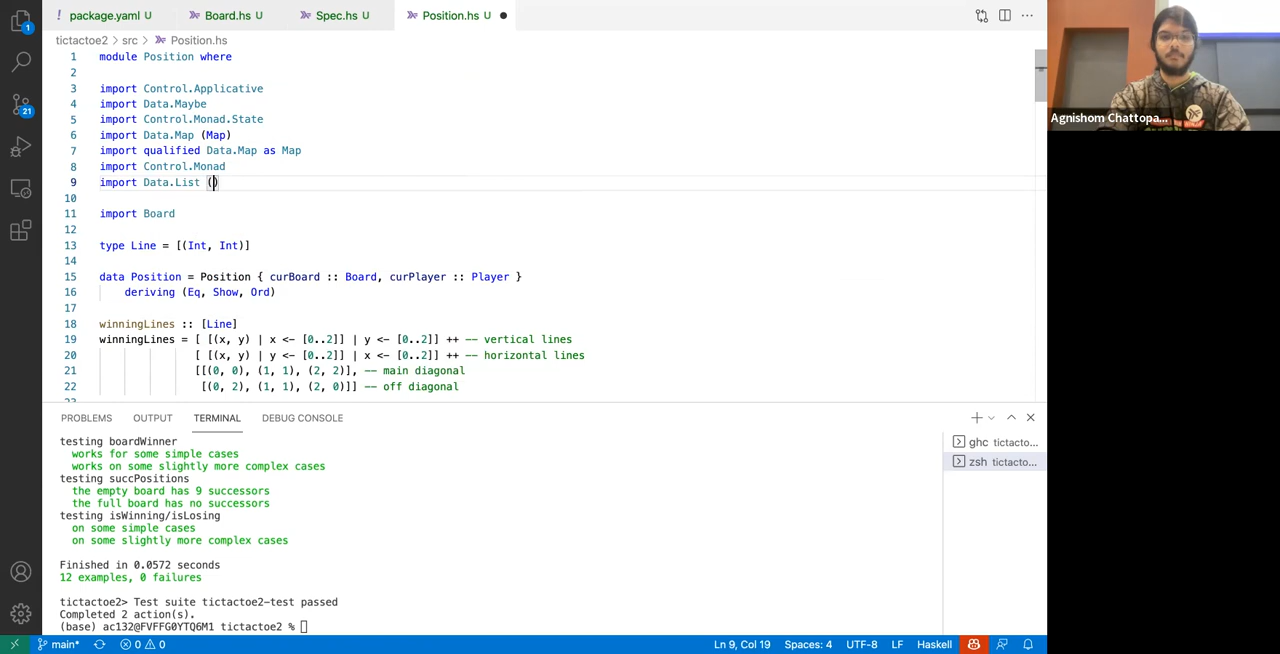 package.yaml U
Board.hs U
Spec.hs U
Position.hs U
tictactoe2 > src > Position.hs
1 module Position where
2
3 import Control.Applicative
4 import Data.Maybe
5 import Control.Monad.State
6 import Data.Map (Map)
7 import qualified Data.Map as Map
8 import Control.Monad
9 import Data.List ()
10
11 import Board
12
13 type Line = [(Int, Int)]
14
15 data Position = Position { curBoard :: Board, curPlayer :: Player }
16 deriving (Eq, Show, Ord)
17
18 winningLines :: [Line]
19 winningLines = [ [(x, y) | x <- [0..2]] | y <- [0..2]] ++ -- vertical lines
20 [ [(x, y) | y <- [0..2]] | x <- [0..2]] ++ -- horizontal lines
21 [[(0, 0), (1, 1), (2, 2)], -- main diagonal
22 [(0, 2), (1, 1), (2, 0)]] -- off diagonal
PROBLEMS OUTPUT TERMINAL DEBUG CONSOLE
testing boardWinner
works for some simple cases
works on some slightly more complex cases
testing succPositions
the empty board has 9 successors
the full board has no successors
testing isWinning/isLosing
on some simple cases
on some slightly more complex cases
Finished in 0.0572 seconds
12 examples, 0 failures
tictactoe2> Test suite tictactoe2-test passed
Completed 2 action(s).
(base) ac132@FVFFG0YTQ6M1 tictactoe2 %
ghc tictacto...
zsh tictacto...
1
21
main* 0 0
Ln 9, Col 19 Spaces: 4 UTF-8 LF Haskell
Agnishom Chattopa...